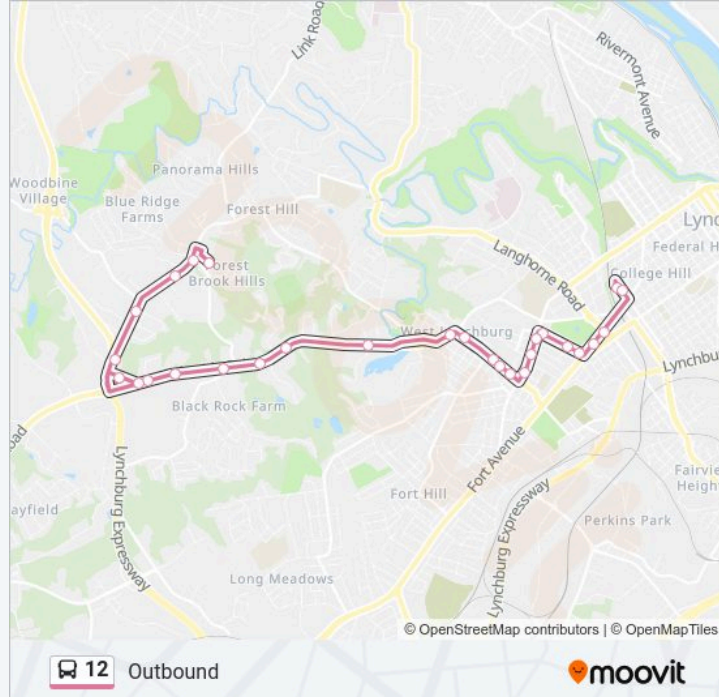 Link Road
Rivermont Avenue
Woodbine
Village
Panorama Hills
Blue Ridge
Farms
Forest Hill
Lync
Federal H
Forest
Brook Hills
Langhorne Road
College Hill
West Lynchburg
Lynchbu
Black Rock Farm
oad
Lynchburg Expressway
Fort Avenue
Fairvie
Height
ayfield
Fort Hill
Lynchburg Expressway
Perkins Park
Long Meadows
© OpenStreetMap contributors | © OpenMapTiles
12 Outbound
moovit